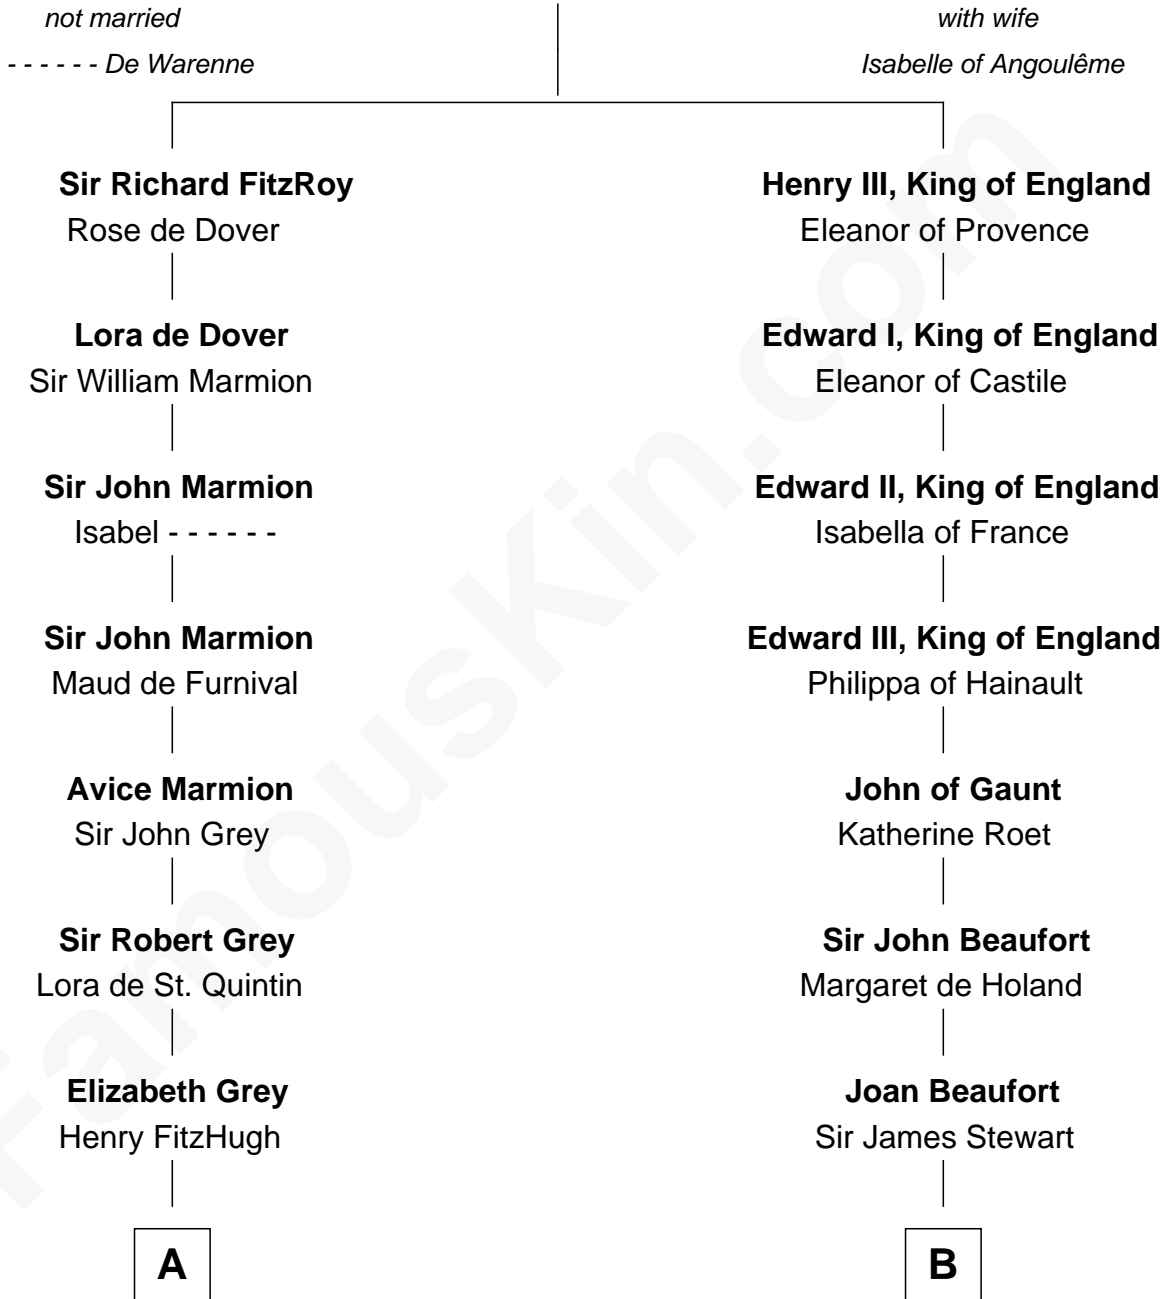 not married
with wife
- - - - - - De Warenne
Isabelle of Angoulême
Sir Richard FitzRoy
Rose de Dover
Henry III, King of England
Eleanor of Provence
Lora de Dover
Sir William Marmion
Edward I, King of England
Eleanor of Castile
Sir John Marmion
Isabel - - - - - -
Edward II, King of England
Isabella of France
Sir John Marmion
Maud de Furnival
Edward III, King of England
Philippa of Hainault
Avice Marmion
Sir John Grey
John of Gaunt
Katherine Roet
Sir Robert Grey
Lora de St. Quintin
Sir John Beaufort
Margaret de Holand
Elizabeth Grey
Henry FitzHugh
Joan Beaufort
Sir James Stewart
A
B
FamousKin.com